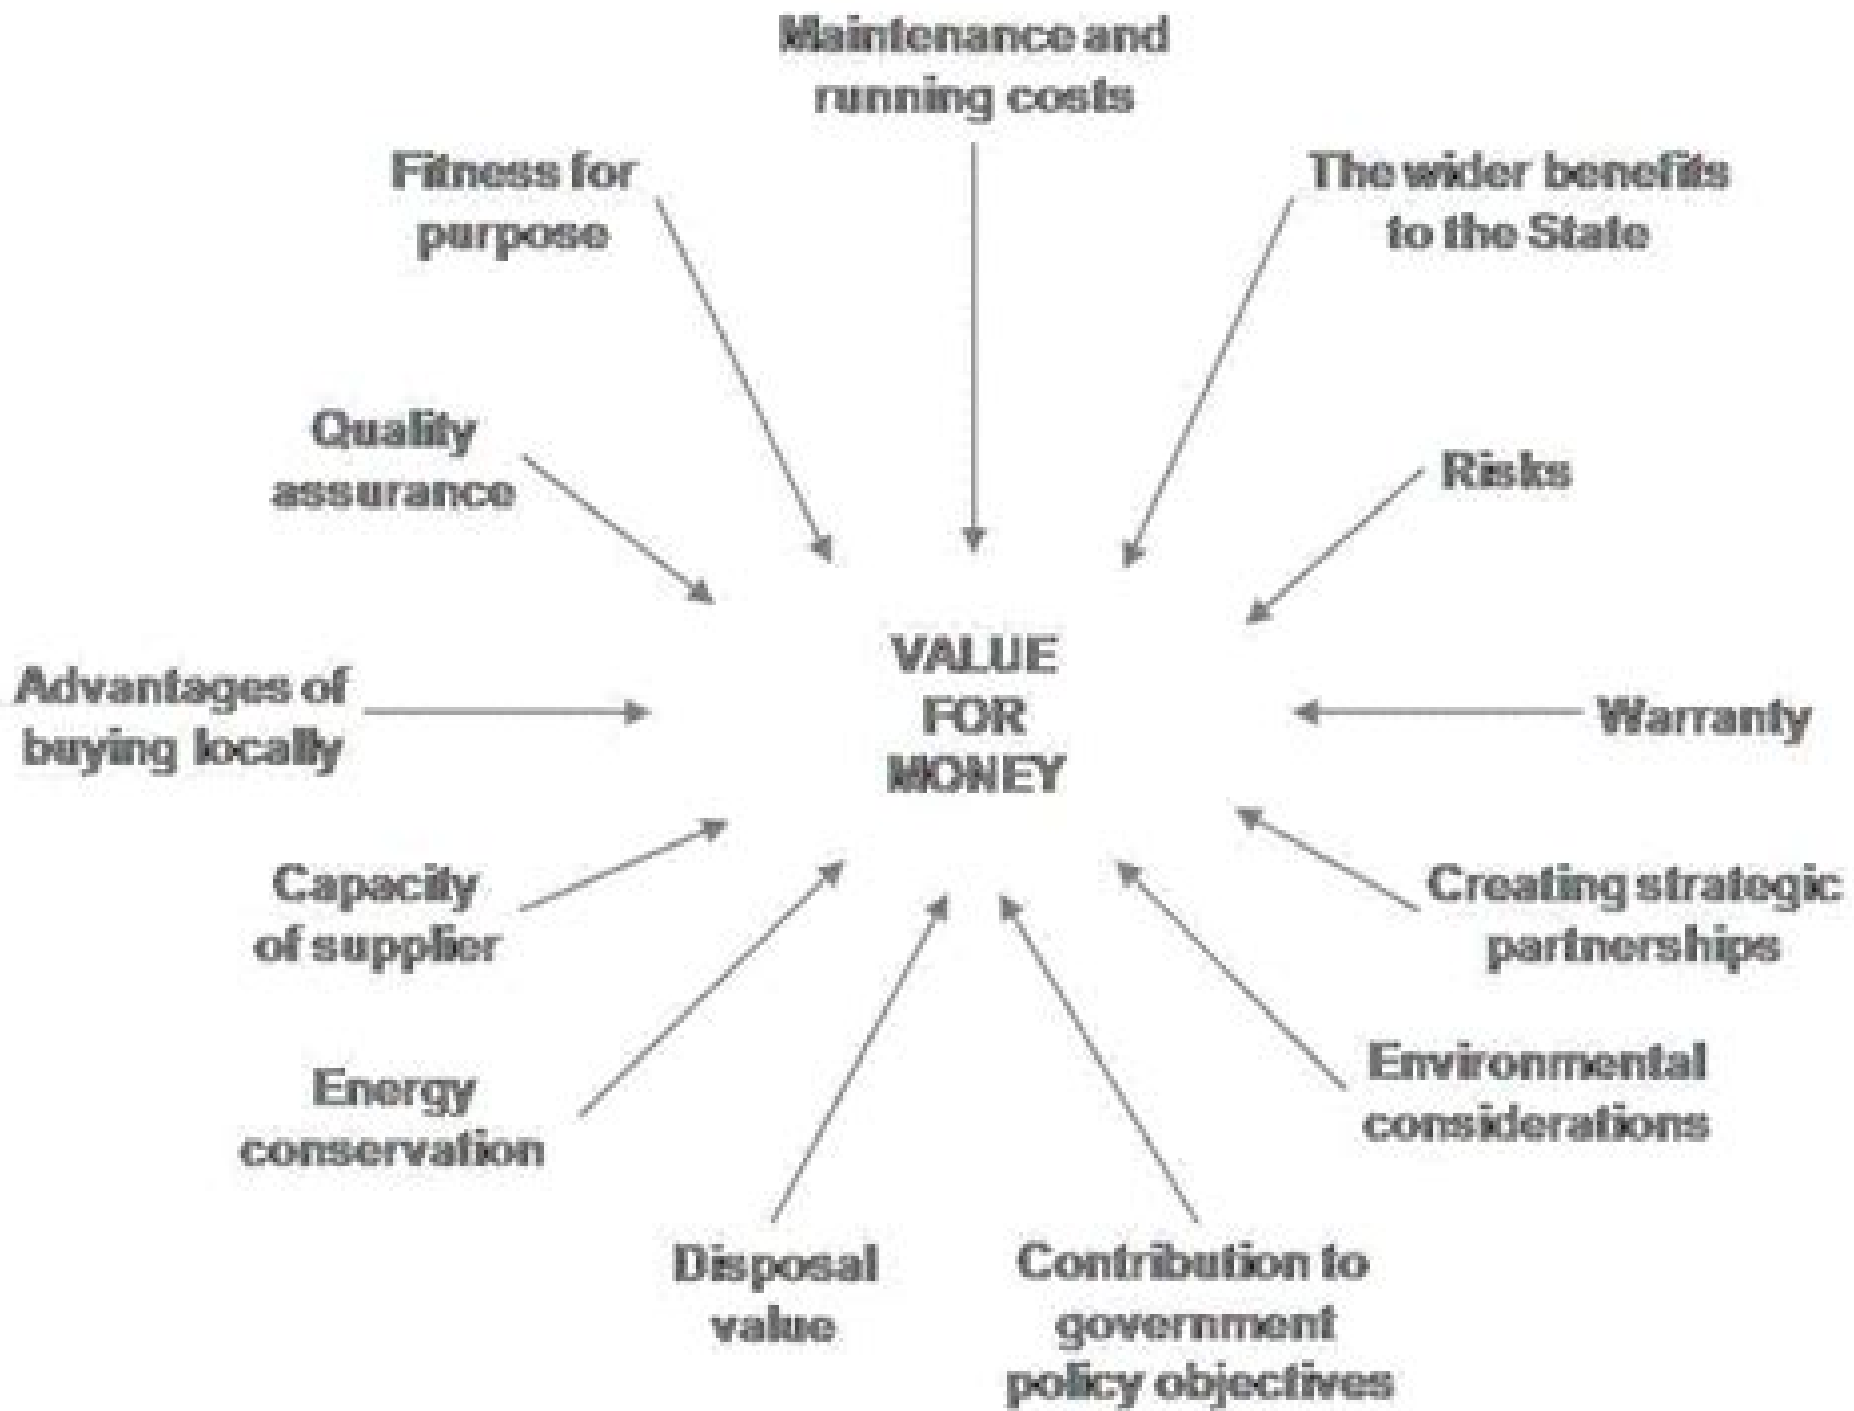 Maintenance and
running costs
Fitness for
purpose
The wider benefits
to the State
Quality
assurance
Risks
VALUE
FOR
MONEY
Advantages of
buying locally
Warranty
Capacity
of supplier
Creating strategic
partnerships
Energy
conservation
Environmental
considerations
Disposal
value
Contribution to
government
policy objectives